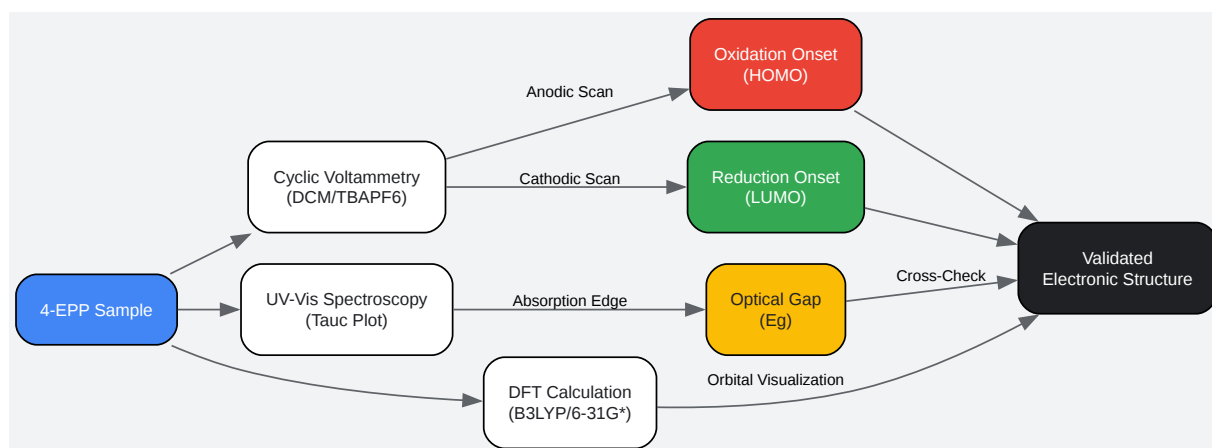 Oxidation Onset
(HOMO)
Anodic Scan
Cyclic Voltammetry
(DCM/TBAPF6)
Cathodic Scan
Reduction Onset
(LUMO)
Validated
Electronic Structure
4-EPP Sample
UV-Vis Spectroscopy
(Tauc Plot)
Absorption Edge
Optical Gap
(Eg)
Cross-Check
DFT Calculation
(B3LYP/6-31G*)
Orbital Visualization